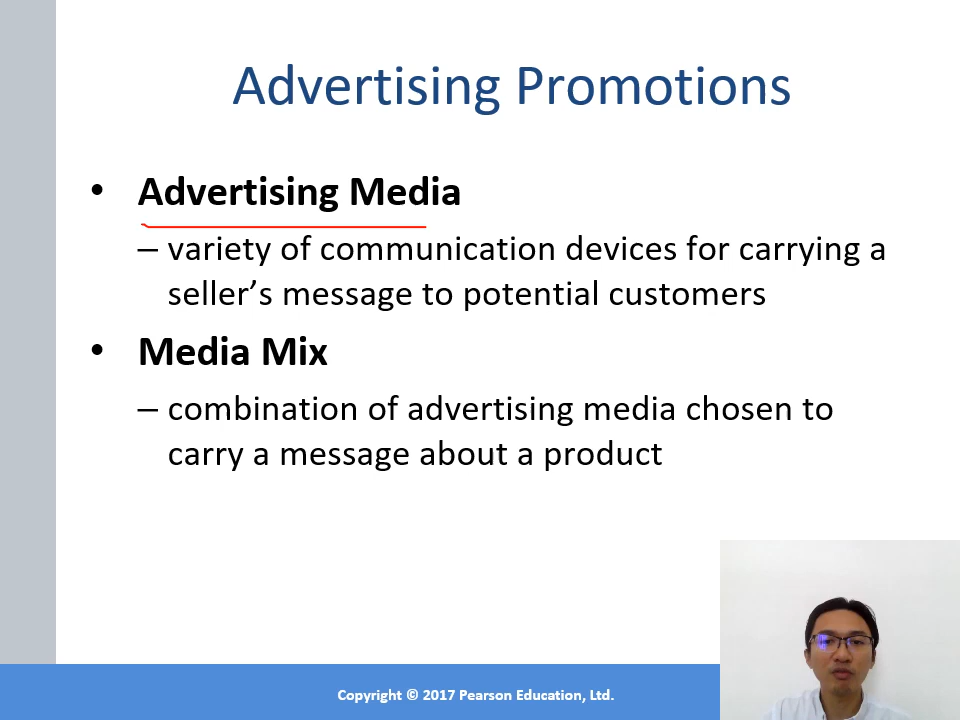 Advertising Promotions
• Advertising Media
– variety of communication devices for carrying a
seller’s message to potential customers
• Media Mix
– combination of advertising media chosen to
carry a message about a product
Copyright © 2017 Pearson Education, Ltd.